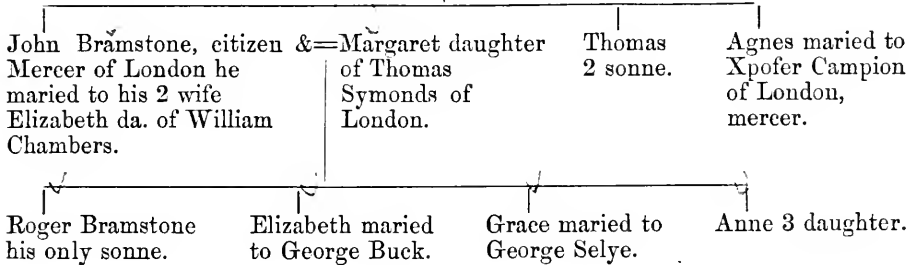 John Bramstone, citizen &=Margaret daughter
Mercer of London he of Thomas
maried to his 2 wife Symonds of
Elizabeth da. of William London.
Chambers.
Thomas
2 sonne.
Agnes maried to
Xpofer Campion
of London,
mercer.
Roger Bramstone
his only sonne.
Elizabeth maried
to George Buck.
Grace maried to
George Selye.
Anne 3 daughter.